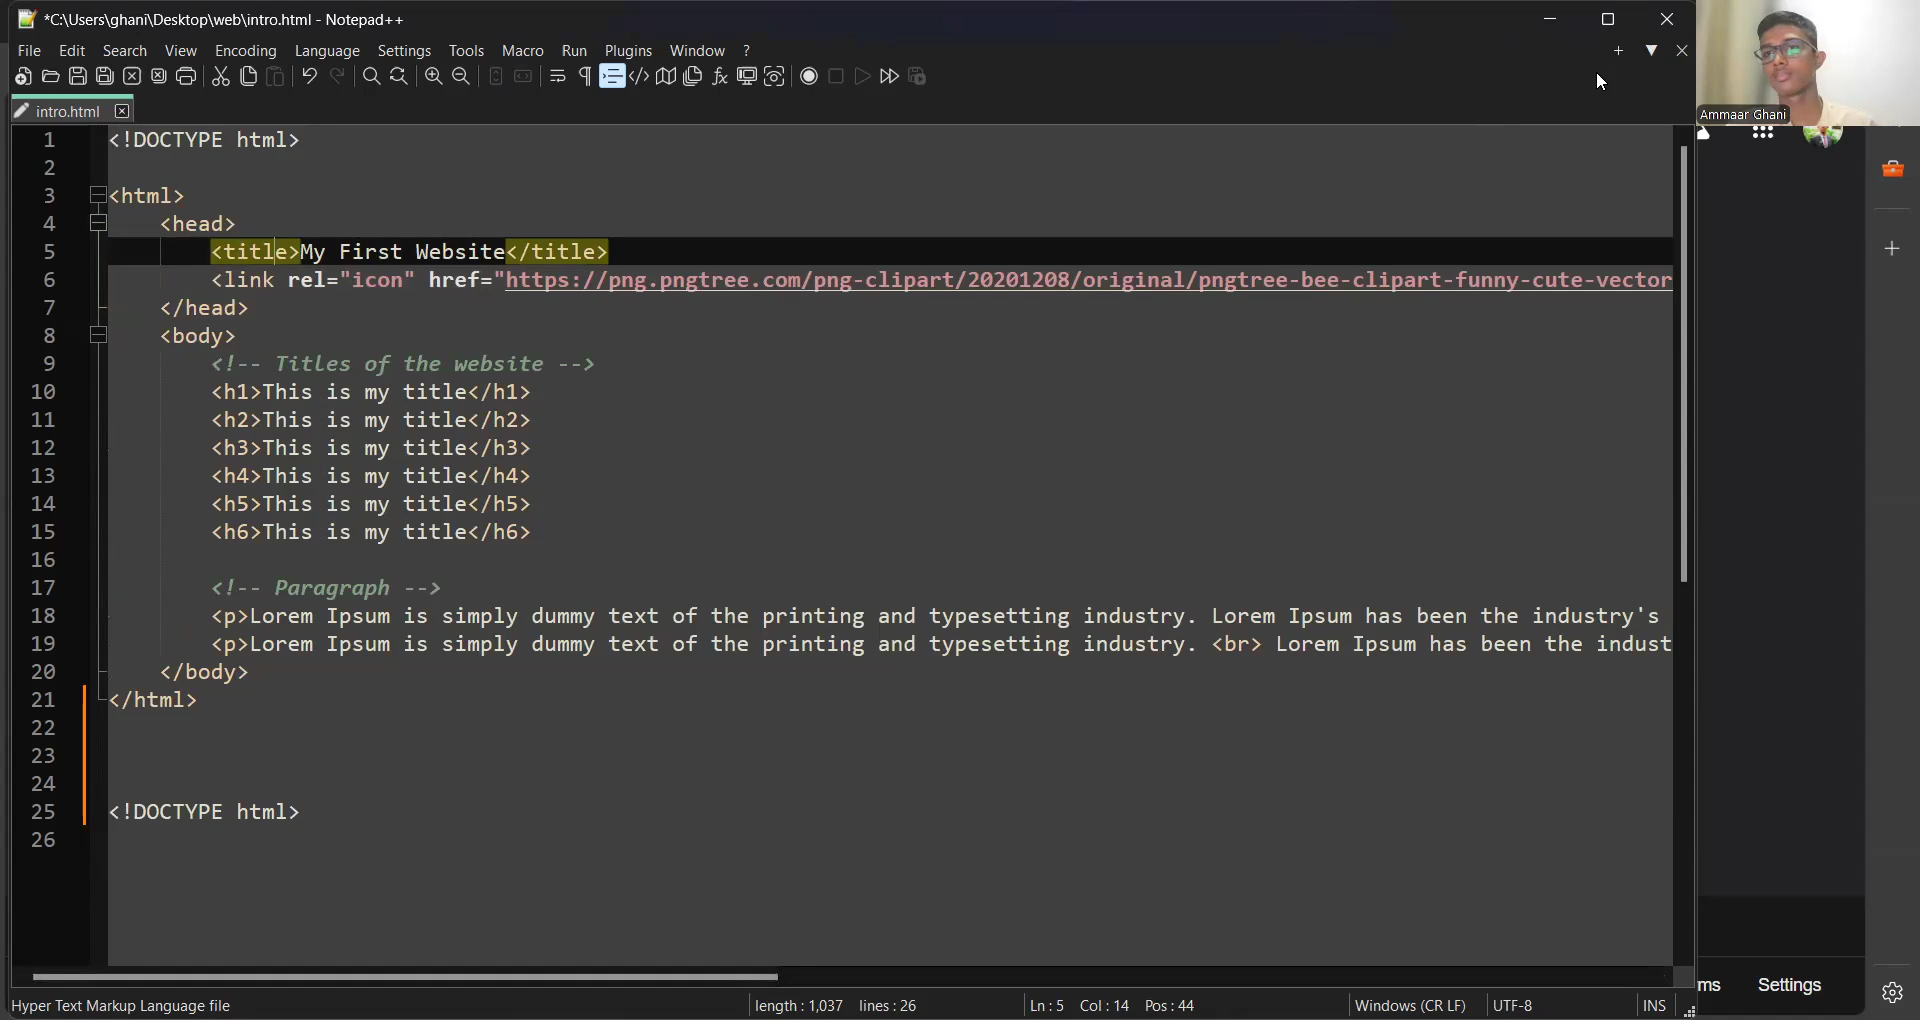 *C:\Users\ghani\Desktop\web\intro.html - Notepad++
File Edit Search View Encoding Language Settings Tools Macro Run Plugins Window ?
Ammaar Ghani
intro.html
1 <!DOCTYPE html>
2
3 <html>
4 <head>
5 <title>My First Website</title>
6 <link rel="icon" href="https://png.pngtree.com/png-clipart/20201208/original/pngtree-bee-clipart-funny-cute-vector
7 </head>
8 <body>
9 <!-- Titles of the website -->
10 <h1>This is my title</h1>
11 <h2>This is my title</h2>
12 <h3>This is my title</h3>
13 <h4>This is my title</h4>
14 <h5>This is my title</h5>
15 <h6>This is my title</h6>
16
17 <!-- Paragraph -->
18 <p>Lorem Ipsum is simply dummy text of the printing and typesetting industry. Lorem Ipsum has been the industry's
19 <p>Lorem Ipsum is simply dummy text of the printing and typesetting industry. <br> Lorem Ipsum has been the indust
20 </body>
21 </html>
22
23
24
25 <!DOCTYPE html>
26
ms Settings
Hyper Text Markup Language file length : 1,037 lines : 26 Ln : 5 Col : 14 Pos : 44 Windows (CR LF) UTF-8 INS